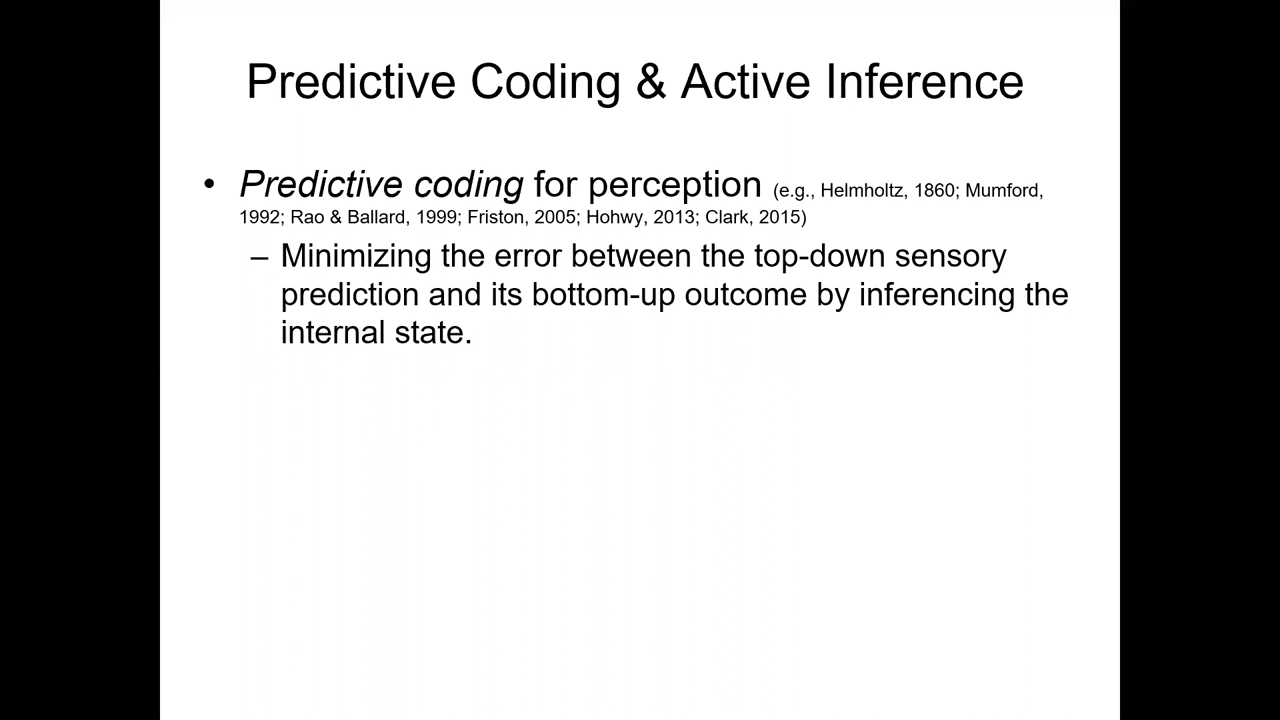 Predictive Coding & Active Inference
• Predictive coding for perception (e.g., Helmholtz, 1860; Mumford,
1992; Rao & Ballard, 1999; Friston, 2005; Hohwy, 2013; Clark, 2015)
– Minimizing the error between the top-down sensory
prediction and its bottom-up outcome by inferencing the
internal state.